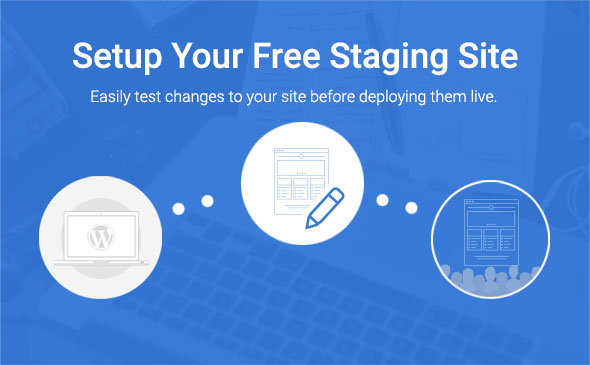 Setup Your Free Staging Site
Easily test changes to your site before deploying them live.